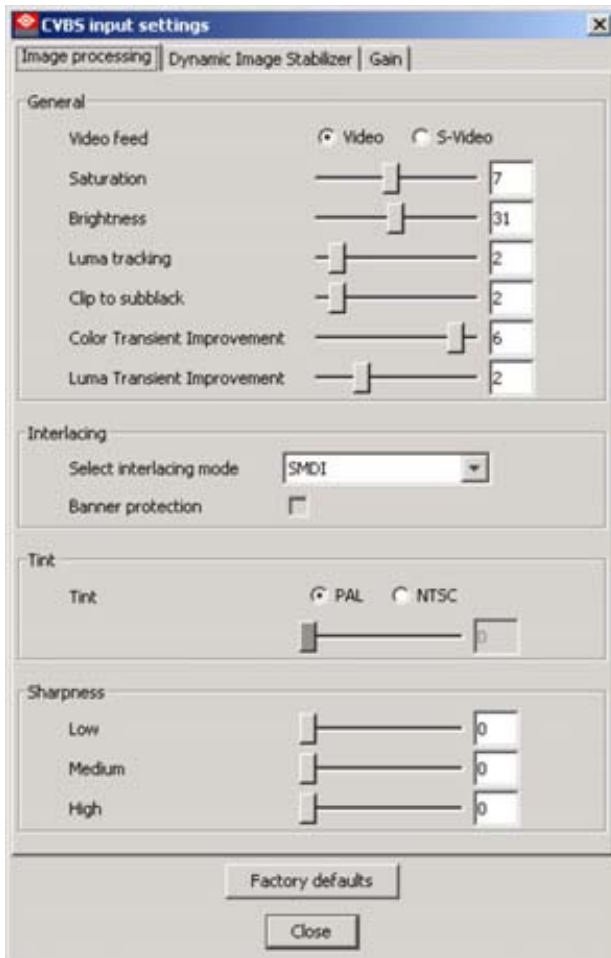 CVBS input settings
Image processing Dynamic Image Stabilizer Gain
General
Video feed Video S-Video
Saturation 7
Brightness 31
Luma tracking 2
Clip to subblack 2
Color Transient Improvement 6
Luma Transient Improvement 2
Interlacing
Select interlacing mode SMDI
Banner protection
Tint
Tint PAL NTSC
0
Sharpness
Low 0
Medium 0
High 0
Factory defaults
Close